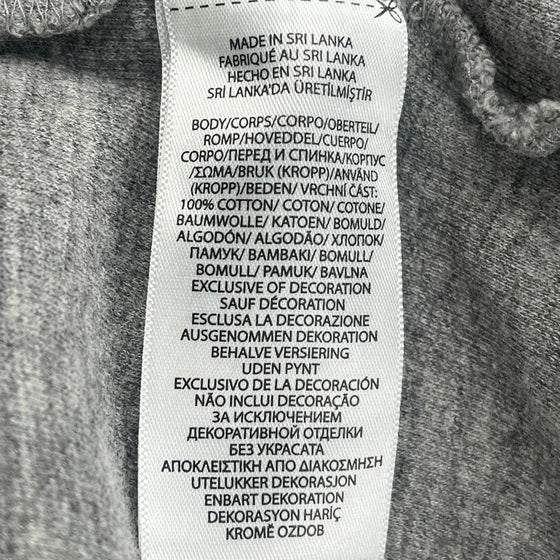 MADE IN SRI LANKA
FABRIQUÉ AU SRI LANKA
HECHO EN SRI LANKA
SRİ LANKA'DA ÜRETİLMİŞTİR
BODY/CORPS/CORPO/OBERTEIL/
ROMP/HOVEDDEL/CUERPO/
CORPO/ПЕРЕД И СПИНКА/КОРПУС
/ΣΩΜΑ/BRUK (KROPP)/ANVÄND
(KROPP)/BEDEN/ VRCHNÍ ČÁST:
100% COTTON/ COTON/ COTONE/
BAUMWOLLE/ KATOEN/ BOMULD/
ALGODÓN/ ALGODÃO/ ХЛОПОК/
ПАМУК/ ΒΑΜΒΑΚΙ/ BOMULL/
BOMULL/ PAMUK/ BAVLNA
EXCLUSIVE OF DECORATION
SAUF DÉCORATION
ESCLUSA LA DECORAZIONE
AUSGENOMMEN DEKORATION
BEHALVE VERSIERING
UDEN PYNT
EXCLUSIVO DE LA DECORACIÓN
NÃO INCLUI DECORAÇÃO
ЗА ИСКЛЮЧЕНИЕМ
ДЕКОРАТИВНОЙ ОТДЕЛКИ
БЕЗ УКРАСАТА
ΑΠΟΚΛΕΙΣΤΙΚΗ ΑΠΟ ΔΙΑΚΟΣΜΗΣΗ
UTELUKKER DEKORASJON
ENBART DEKORATION
DEKORASYON HARİÇ
KROMĚ OZDOB